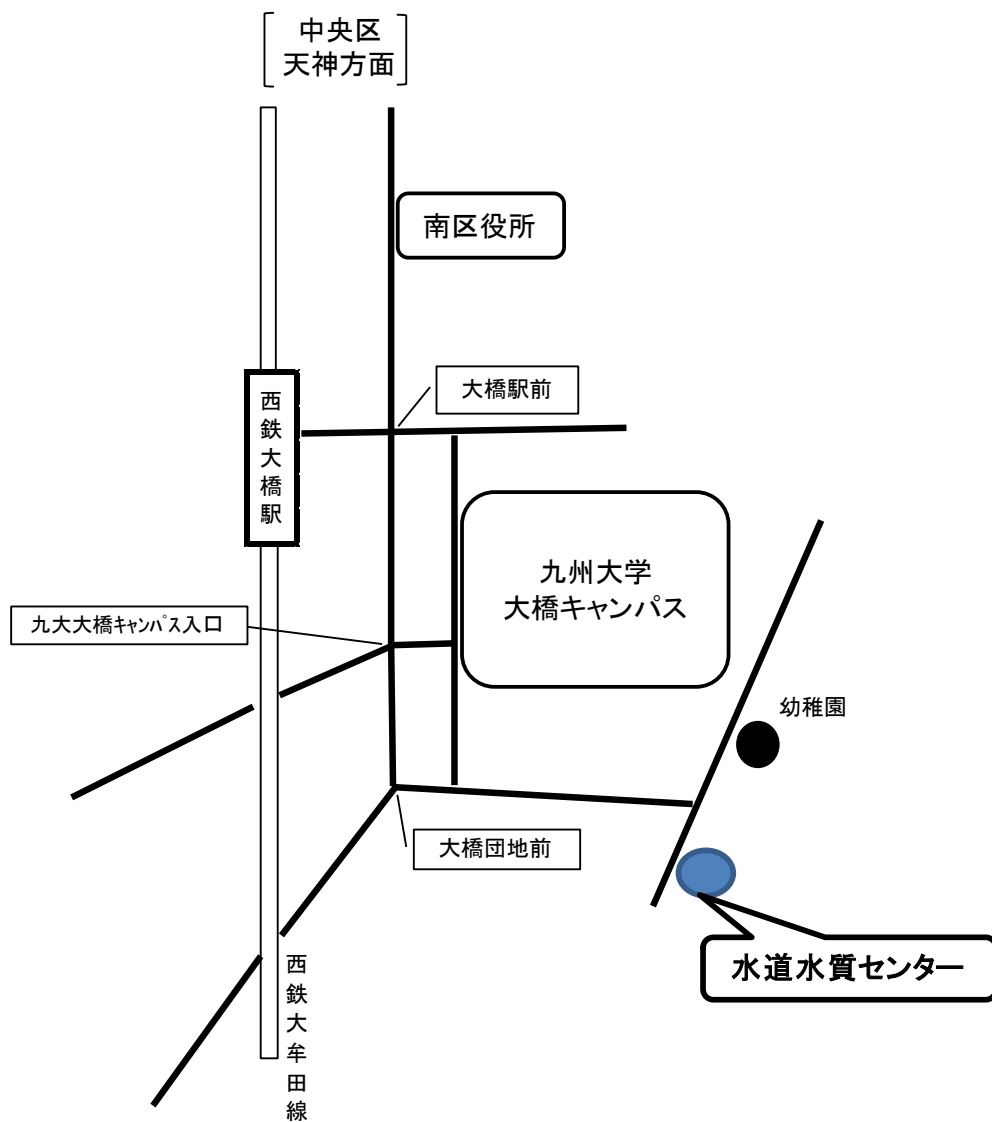 中央区
天神方面
南区役所
大橋駅前
西鉄大橋駅
九州大学
大橋キャンパス
九大大橋ｷｬﾝﾊﾟｽ入口
幼稚園
大橋団地前
水道水質センター
西鉄大牟田線